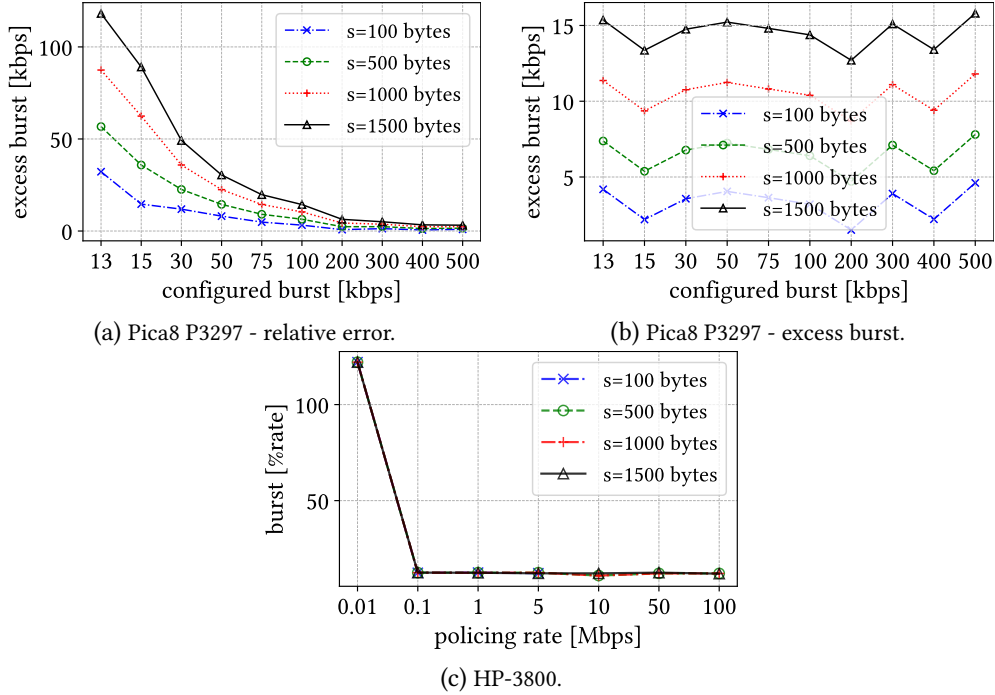 excess burst [kbps]
100
50
0
s=100 bytes
s=500 bytes
s=1000 bytes
s=1500 bytes
13 15 30 50 75 100 200 300 400 500
configured burst [kbps]
(a) Pica8 P3297 - relative error.
excess burst [kbps]
15
10
5
s=100 bytes
s=500 bytes
s=1000 bytes
s=1500 bytes
13 15 30 50 75 100 200 300 400 500
configured burst [kbps]
(b) Pica8 P3297 - excess burst.
burst [%rate]
100
50
s=100 bytes
s=500 bytes
s=1000 bytes
s=1500 bytes
0.01 0.1 1 5 10 50 100
policing rate [Mbps]
(c) HP-3800.